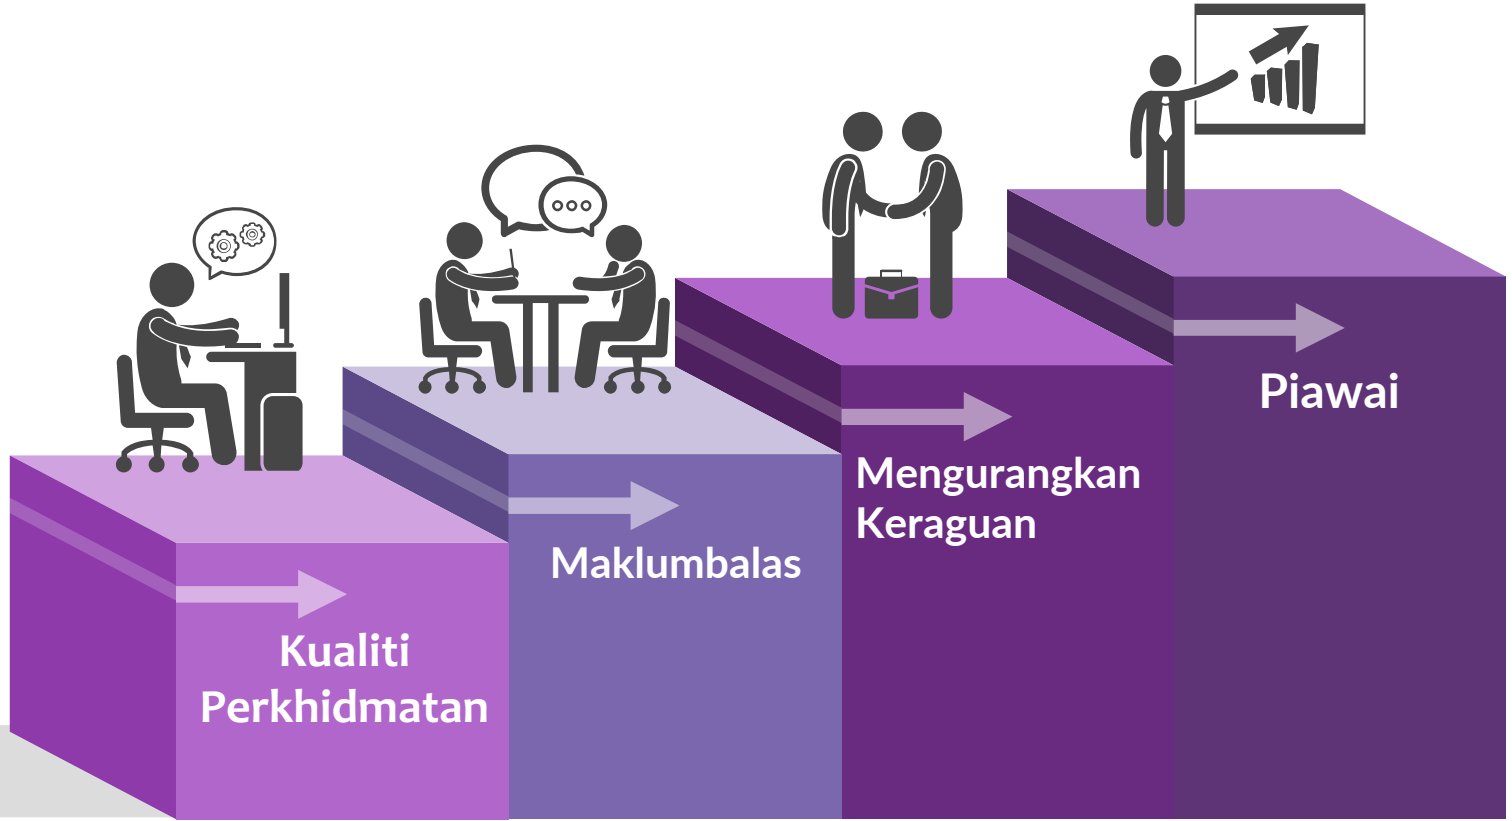 Kualiti
Perkhidmatan
Maklumbalas
Mengurangkan
Keraguan
Piawai